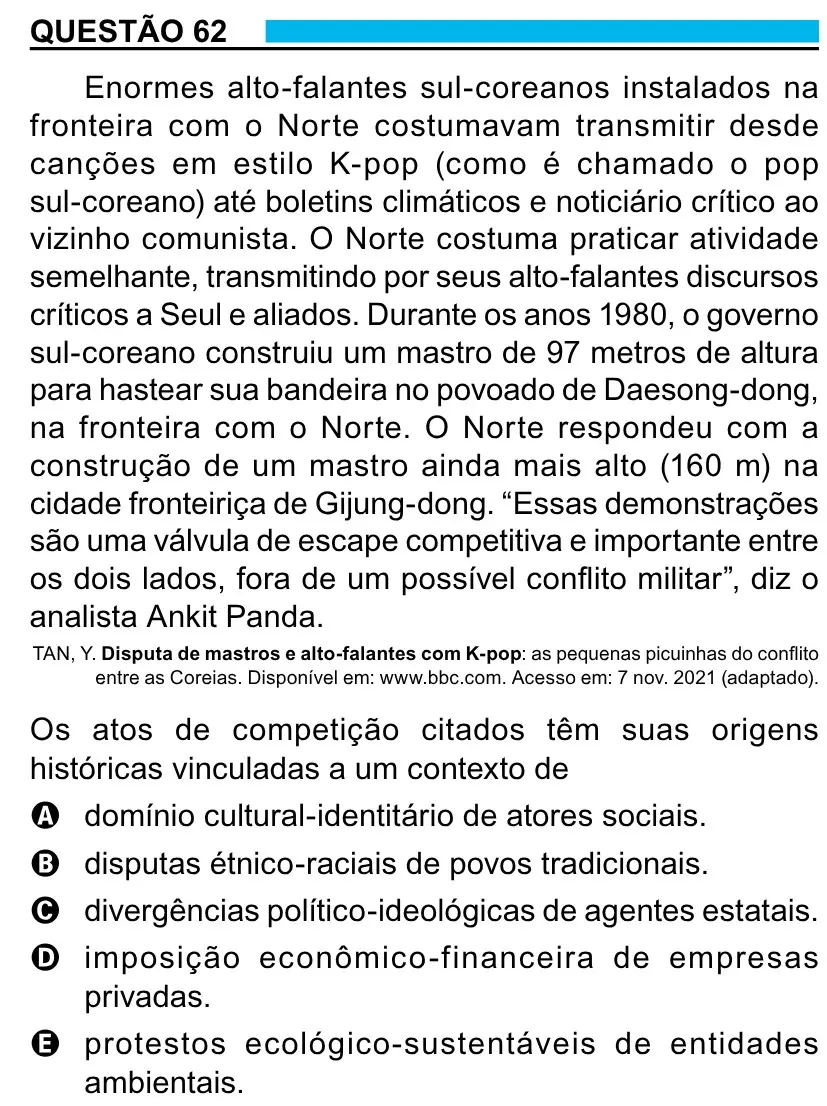 QUESTÃO 62
Enormes alto-falantes sul-coreanos instalados na
fronteira com o Norte costumavam transmitir desde
canções em estilo K-pop (como é chamado o pop
sul-coreano) até boletins climáticos e noticiário crítico ao
vizinho comunista. O Norte costuma praticar atividade
semelhante, transmitindo por seus alto-falantes discursos
críticos a Seul e aliados. Durante os anos 1980, o governo
sul-coreano construiu um mastro de 97 metros de altura
para hastear sua bandeira no povoado de Daesong-dong,
na fronteira com o Norte. O Norte respondeu com a
construção de um mastro ainda mais alto (160 m) na
cidade fronteiriça de Gijung-dong. “Essas demonstrações
são uma válvula de escape competitiva e importante entre
os dois lados, fora de um possível conflito militar”, diz o
analista Ankit Panda.
TAN, Y. Disputa de mastros e alto-falantes com K-pop: as pequenas picuinhas do conflito
entre as Coreias. Disponível em: www.bbc.com. Acesso em: 7 nov. 2021 (adaptado).
Os atos de competição citados têm suas origens
históricas vinculadas a um contexto de
A domínio cultural-identitário de atores sociais.
B disputas étnico-raciais de povos tradicionais.
C divergências político-ideológicas de agentes estatais.
D imposição econômico-financeira de empresas
privadas.
E protestos ecológico-sustentáveis de entidades
ambientais.